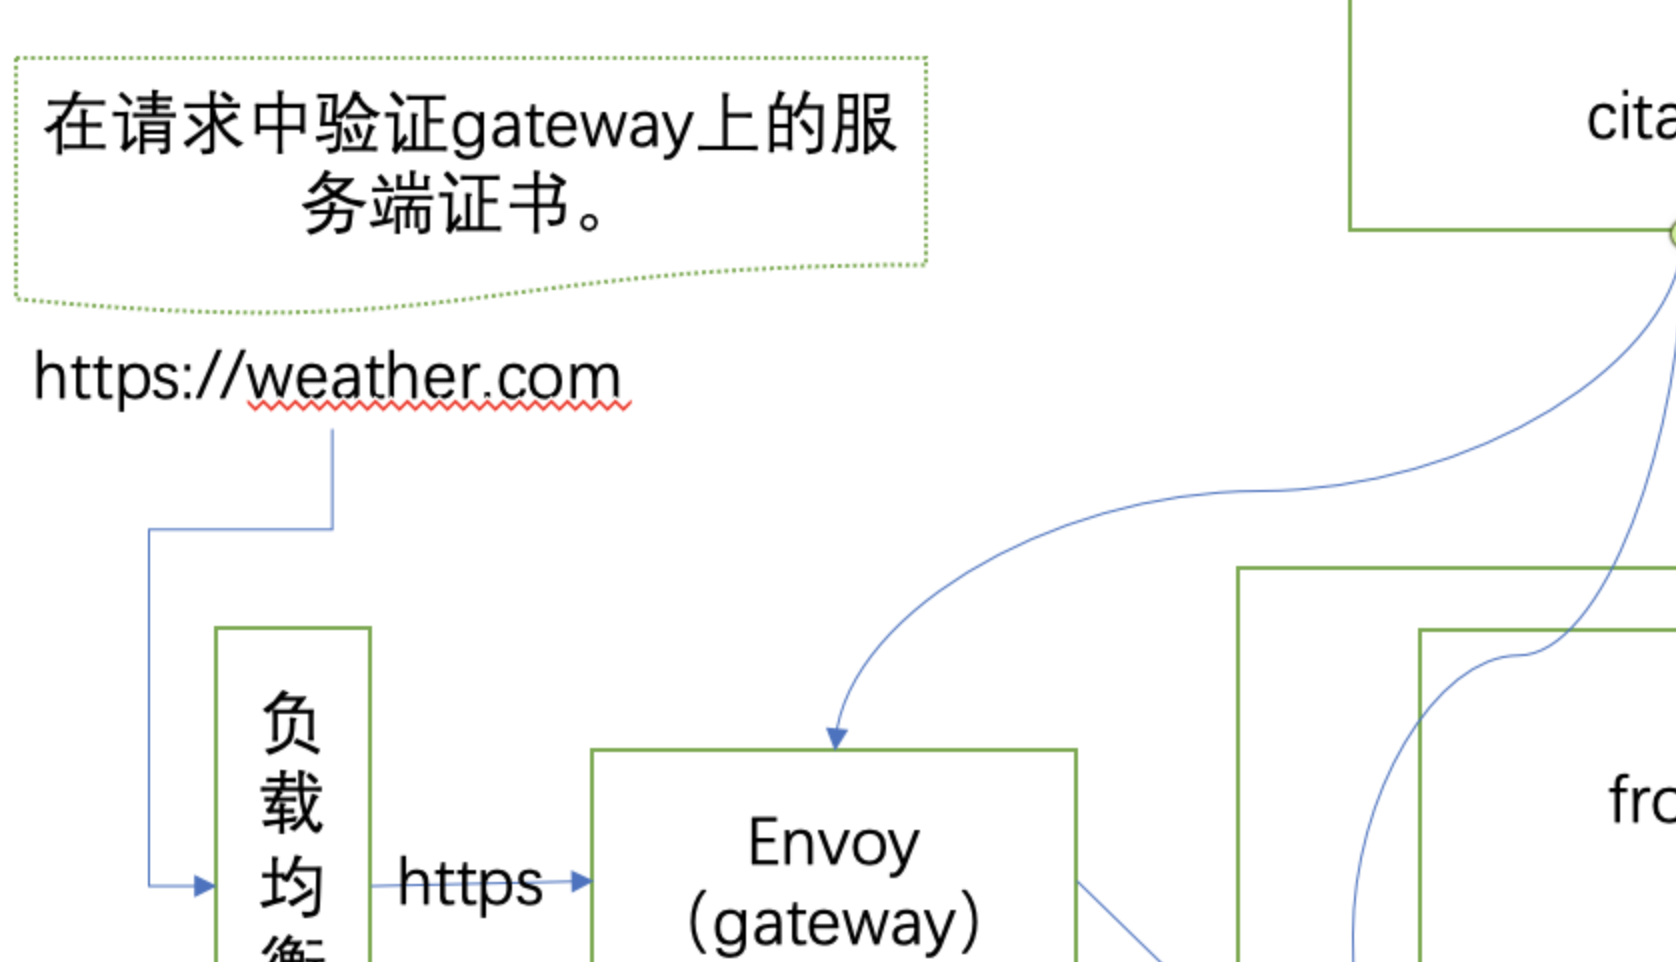 在请求中验证gateway上的服
务端证书。
cita
https://weather.com
负
载
均
衡
https
Envoy
（gateway）
fro